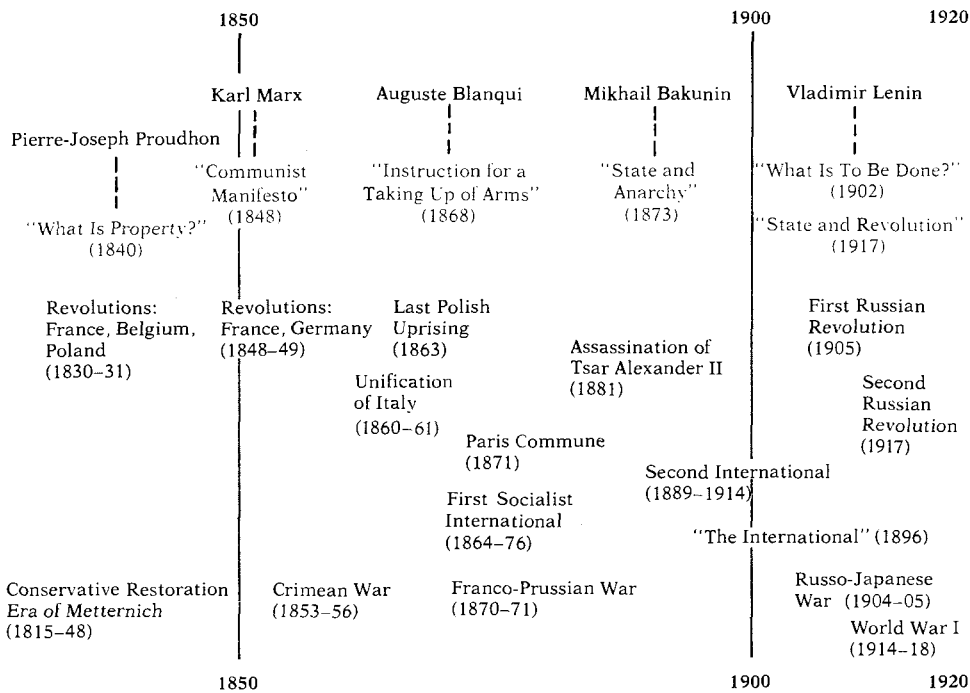 1850 1900 1920
Karl Marx Auguste Blanqui Mikhail Bakunin Vladimir Lenin
Pierre-Joseph Proudhon
"What Is Property?"
(1840)
"Communist
Manifesto"
(1848)
"Instruction for a
Taking Up of Arms"
(1868)
"State and
Anarchy"
(1873)
"What Is To Be Done?"
(1902)
"State and Revolution"
(1917)
Revolutions:
France, Belgium,
Poland
(1830–31)
Revolutions:
France, Germany
(1848–49)
Last Polish
Uprising
(1863)
Assassination of
Tsar Alexander II
(1881)
First Russian
Revolution
(1905)
Unification
of Italy
(1860–61)
Second
Russian
Revolution
(1917)
Paris Commune
(1871)
Second International
(1889–1914)
First Socialist
International
(1864–76)
"The International" (1896)
Conservative Restoration
Era of Metternich
(1815–48)
Crimean War
(1853–56)
Franco-Prussian War
(1870–71)
Russo-Japanese
War (1904–05)
World War I
(1914–18)
1850 1900 1920